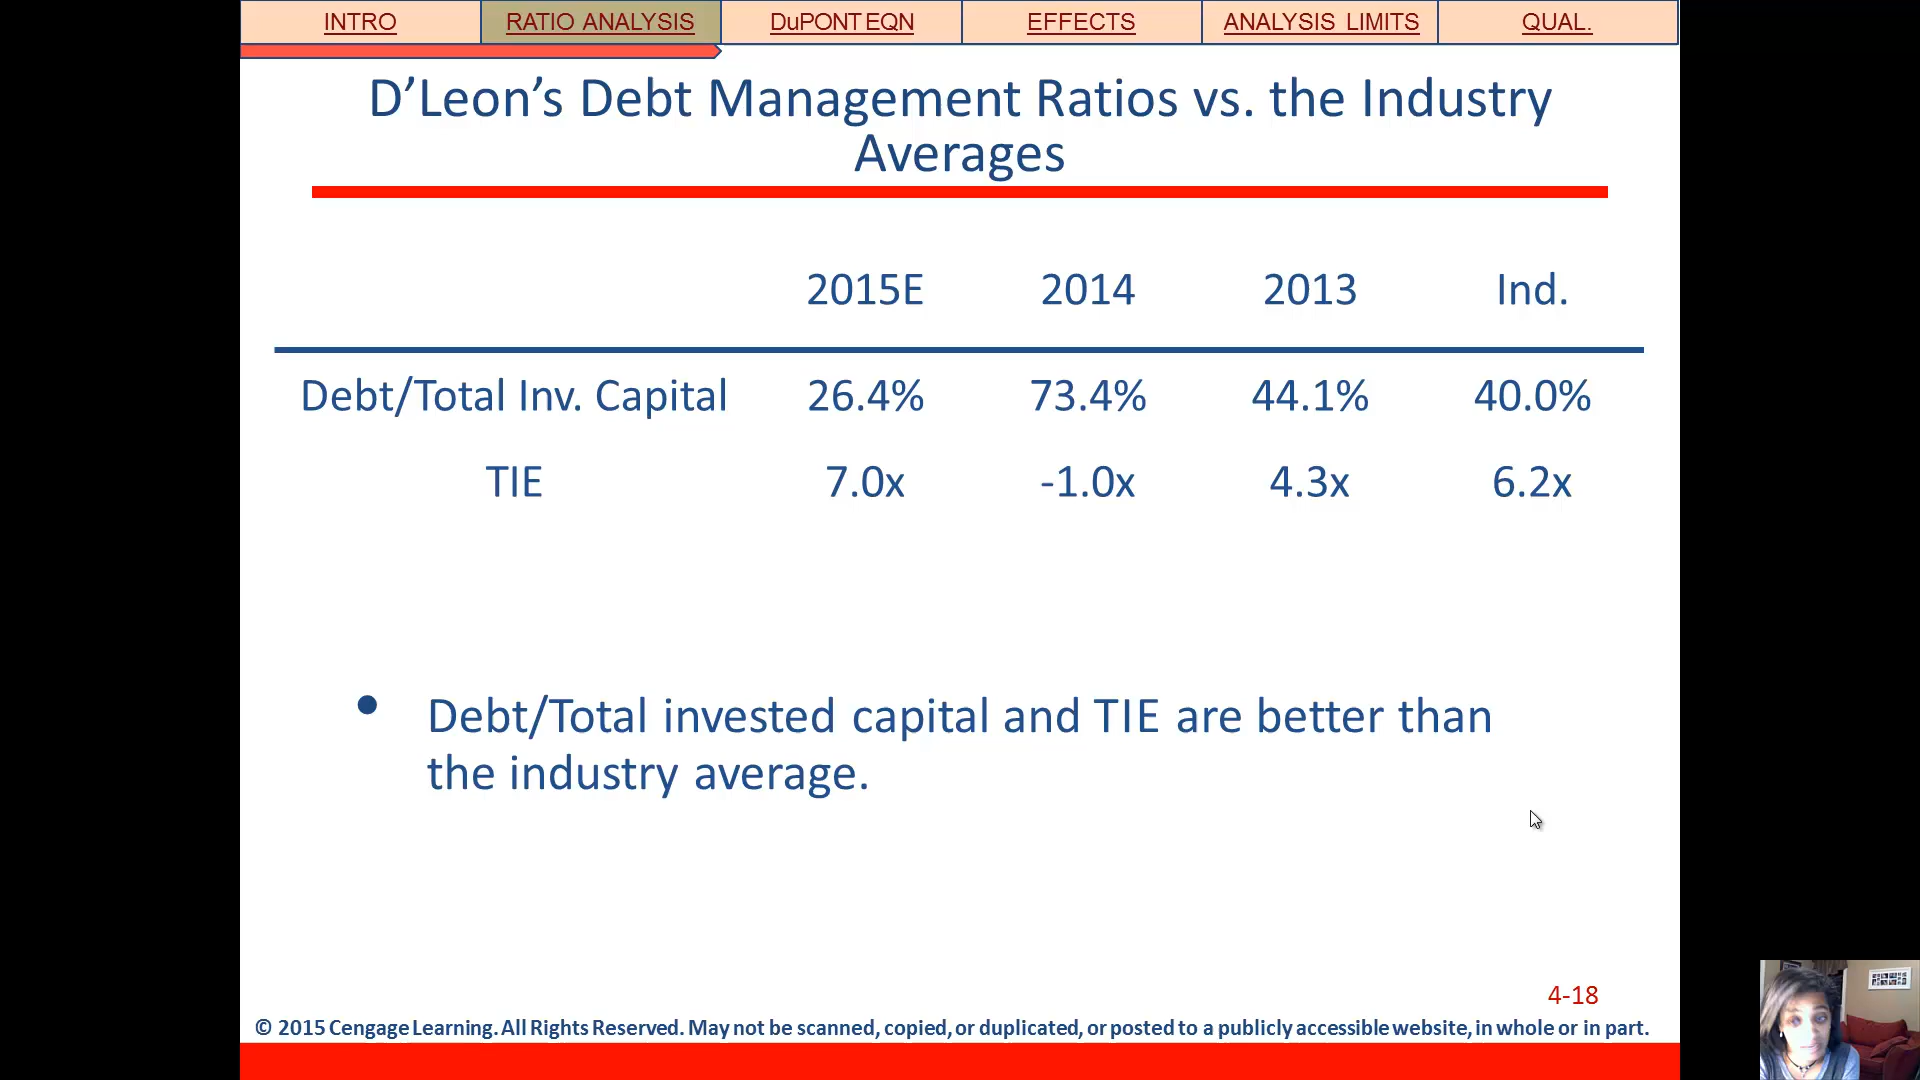 INTRO RATIO ANALYSIS DuPONT EQN EFFECTS ANALYSIS LIMITS QUAL.
D’Leon’s Debt Management Ratios vs. the Industry
Averages
2015E 2014 2013 Ind.
Debt/Total Inv. Capital 26.4% 73.4% 44.1% 40.0%
TIE 7.0x -1.0x 4.3x 6.2x
• Debt/Total invested capital and TIE are better than
the industry average.
4-18
© 2015 Cengage Learning. All Rights Reserved. May not be scanned, copied, or duplicated, or posted to a publicly accessible website, in whole or in part.